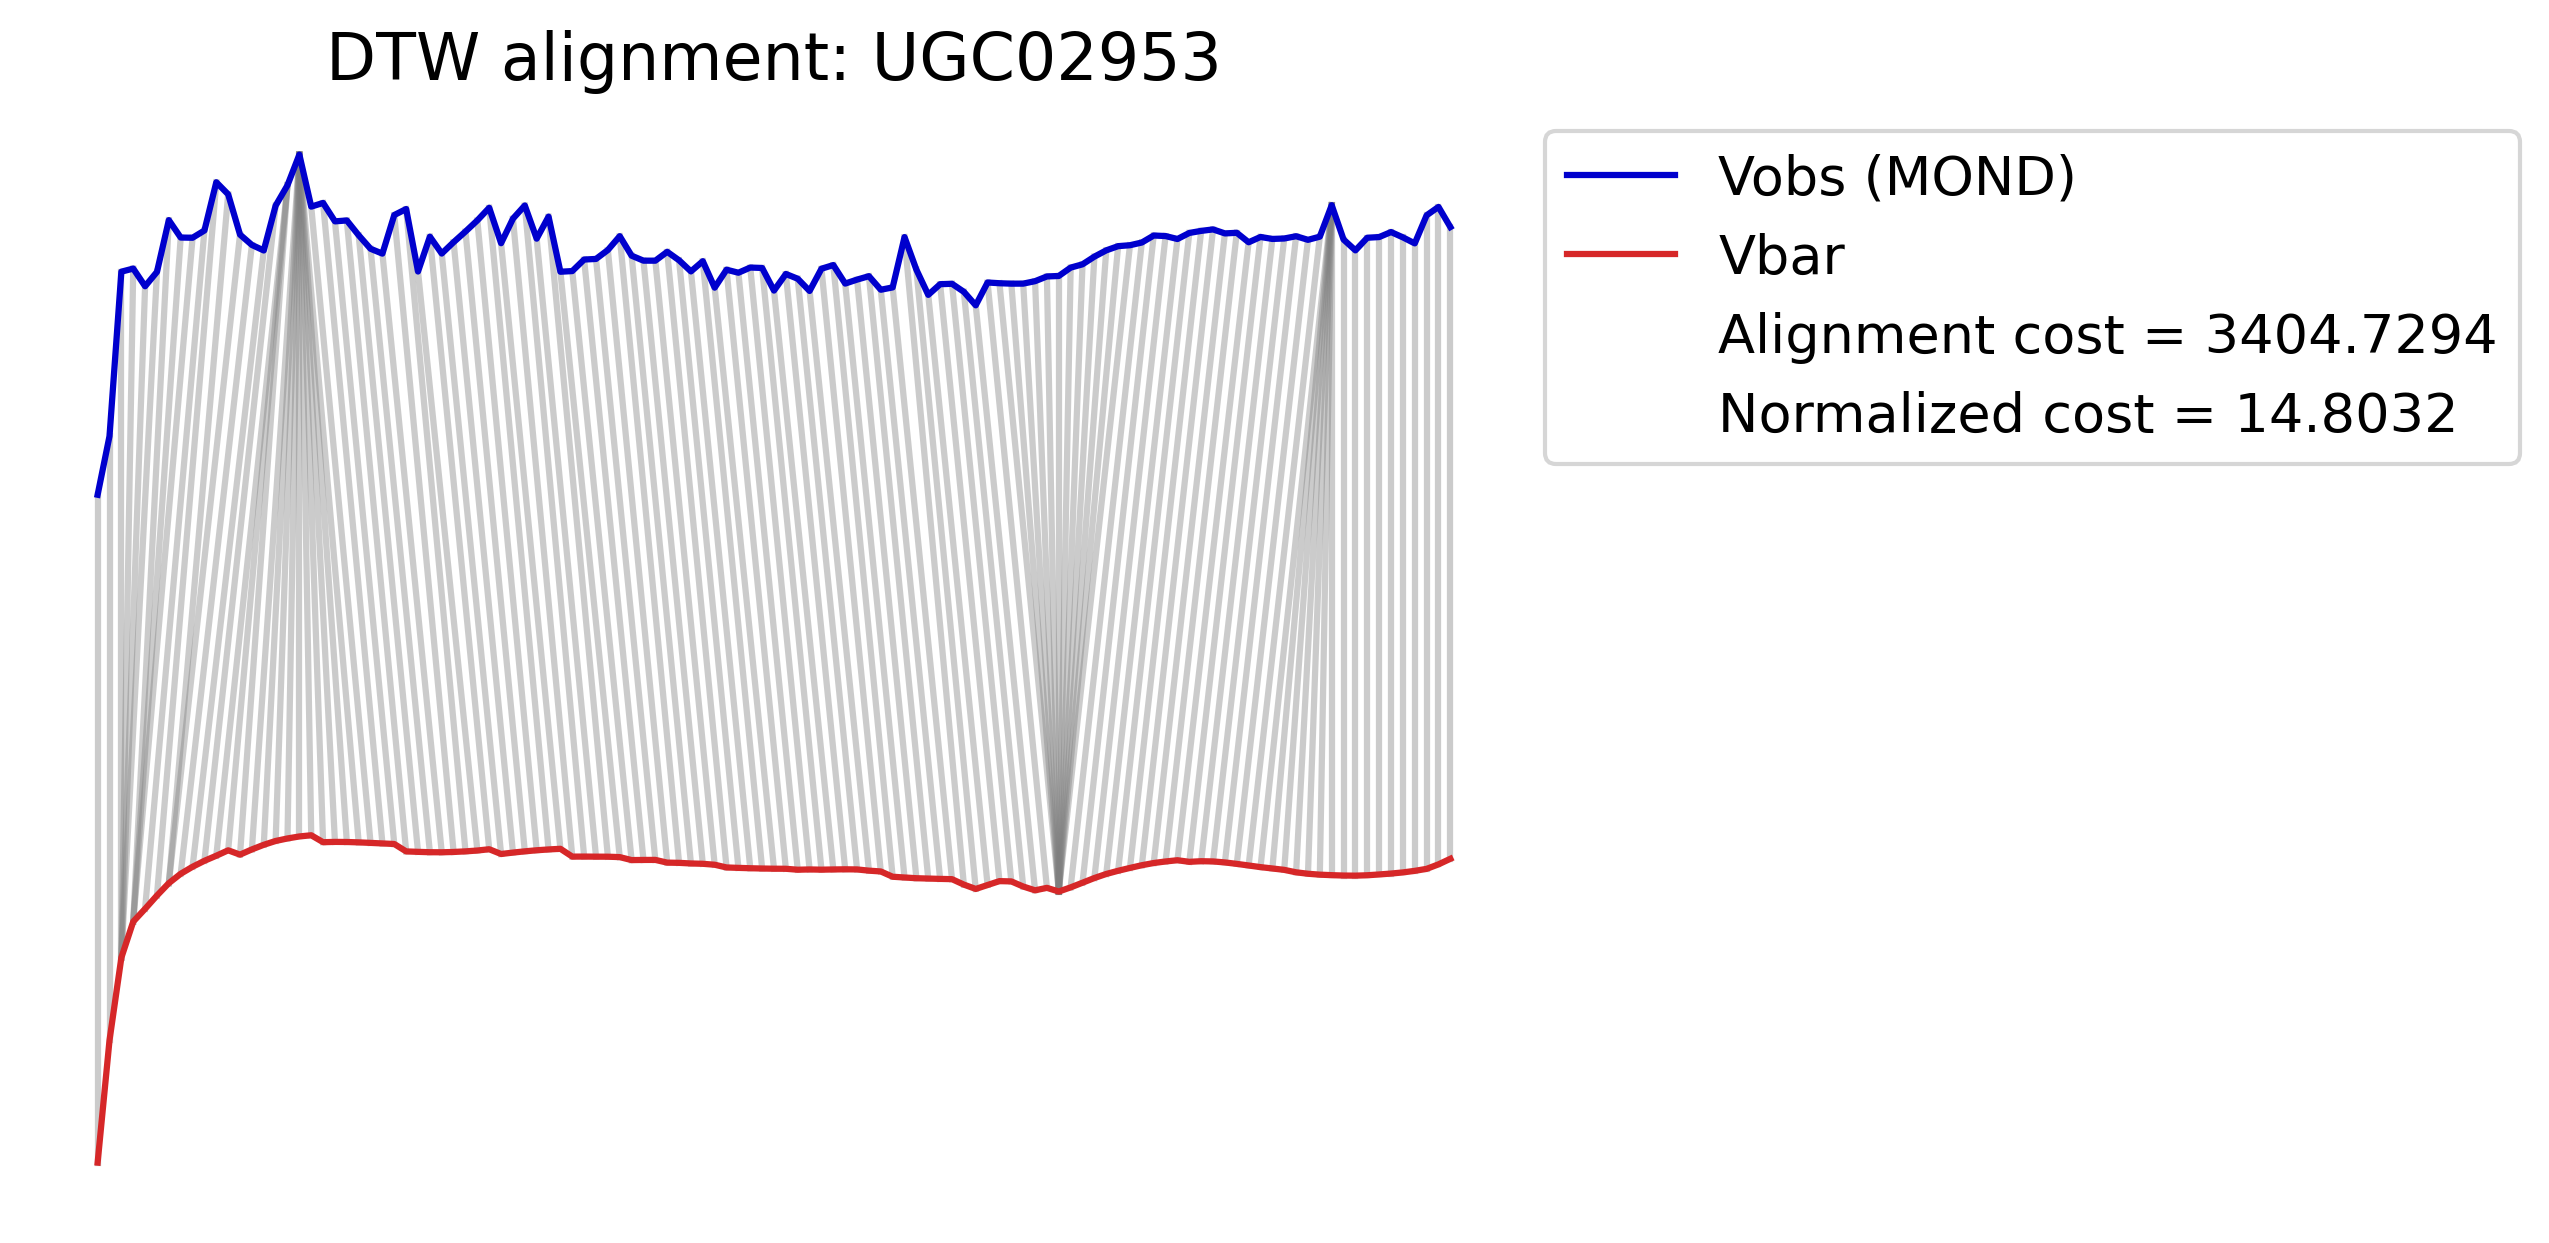 DTW alignment: UGC02953
Vobs (MOND)
Vbar
Alignment cost = 3404.7294
Normalized cost = 14.8032